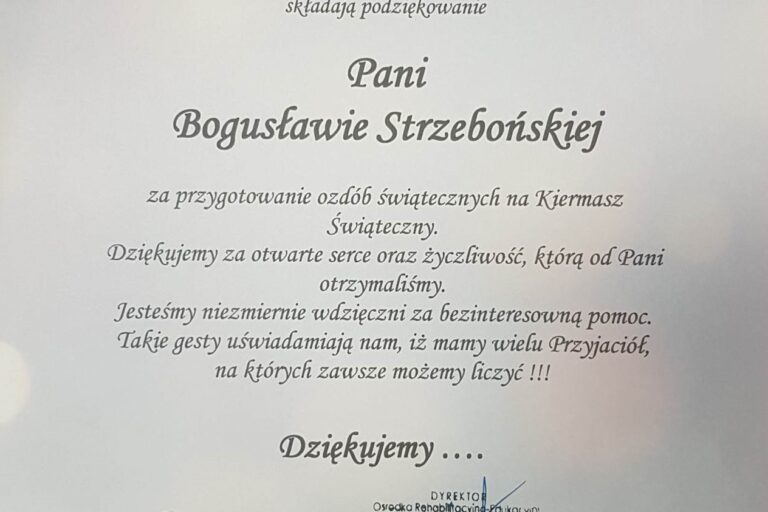 składają podziękowanie
Pani
Bogusławie Strzebońskiej
za przygotowanie ozdób świątecznych na Kiermasz
Świąteczny.
Dziękujemy za otwarte serce oraz życzliwość, którą od Pani
otrzymaliśmy.
Jesteśmy niezmiernie wdzięczni za bezinteresowną pomoc.
Takie gesty uświadamiają nam, iż mamy wielu Przyjaciół,
na których zawsze możemy liczyć !!!
Dziękujemy ....
DYREKTOR
Ośrodka